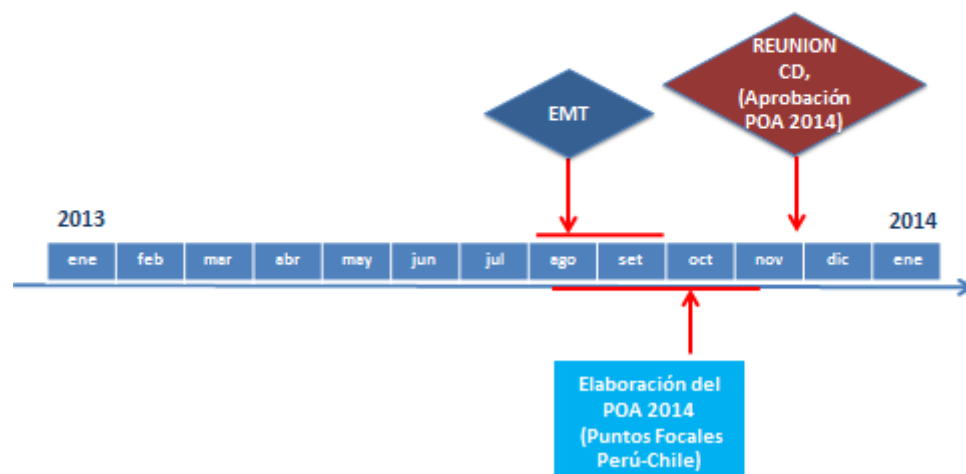 REUNION
CD,
(Aprobación
POA 2014)
EMT
2013
2014
ene feb mar abr may jun jul ago set oct nov dic ene
Elaboración del
POA 2014
(Puntos Focales
Perú-Chile)